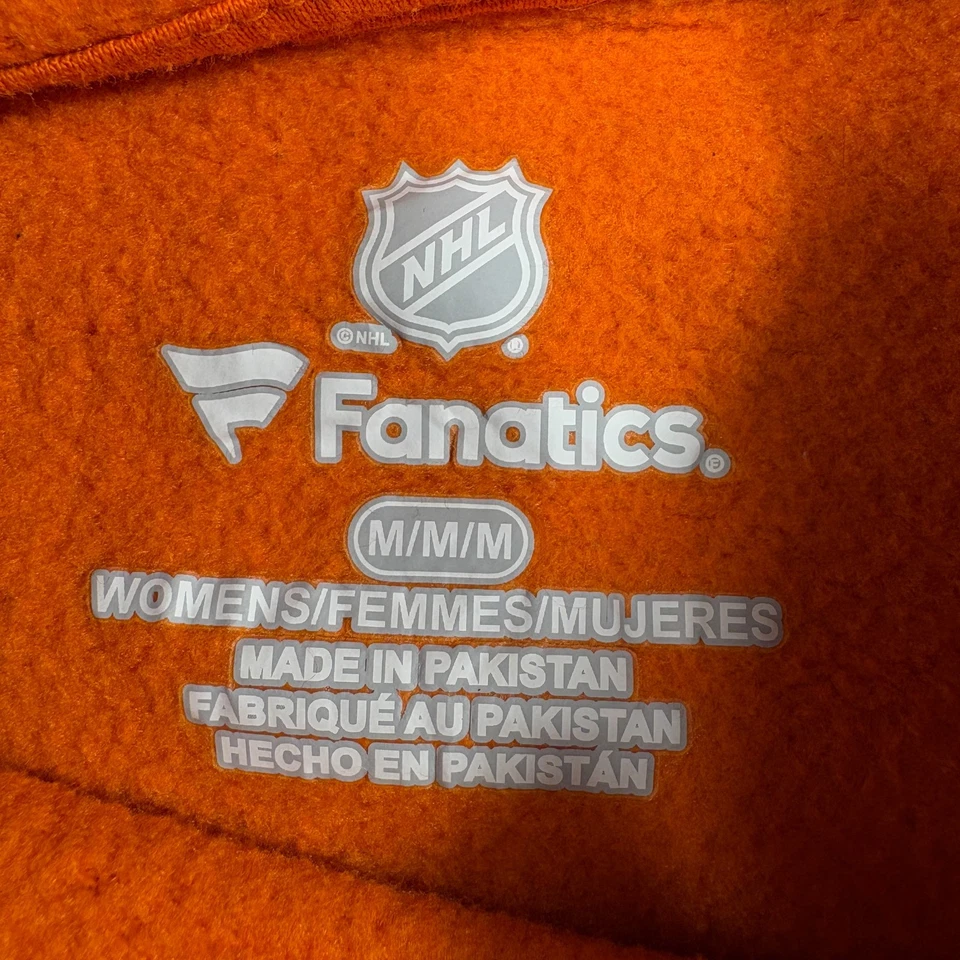 NHL
© NHL ®
Fanatics®
M/M/M
WOMENS/FEMMES/MUJERES
MADE IN PAKISTAN
FABRIQUÉ AU PAKISTAN
HECHO EN PAKISTÁN